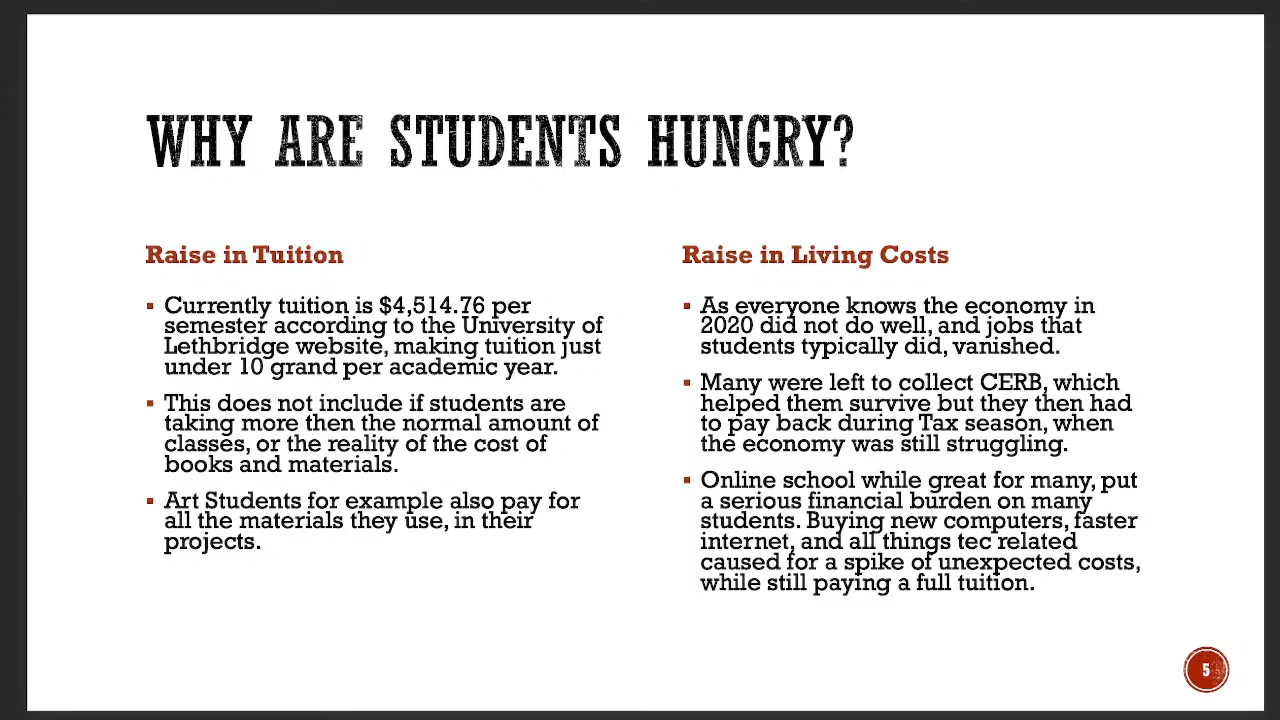 WHY ARE STUDENTS HUNGRY?
Raise in Tuition
▪ Currently tuition is $4,514.76 per
semester according to the University of
Lethbridge website, making tuition just
under 10 grand per academic year.
▪ This does not include if students are
taking more then the normal amount of
classes, or the reality of the cost of
books and materials.
▪ Art Students for example also pay for
all the materials they use, in their
projects.
Raise in Living Costs
▪ As everyone knows the economy in
2020 did not do well, and jobs that
students typically did, vanished.
▪ Many were left to collect CERB, which
helped them survive but they then had
to pay back during Tax season, when
the economy was still struggling.
▪ Online school while great for many, put
a serious financial burden on many
students. Buying new computers, faster
internet, and all things tec related
caused for a spike of unexpected costs,
while still paying a full tuition.
5